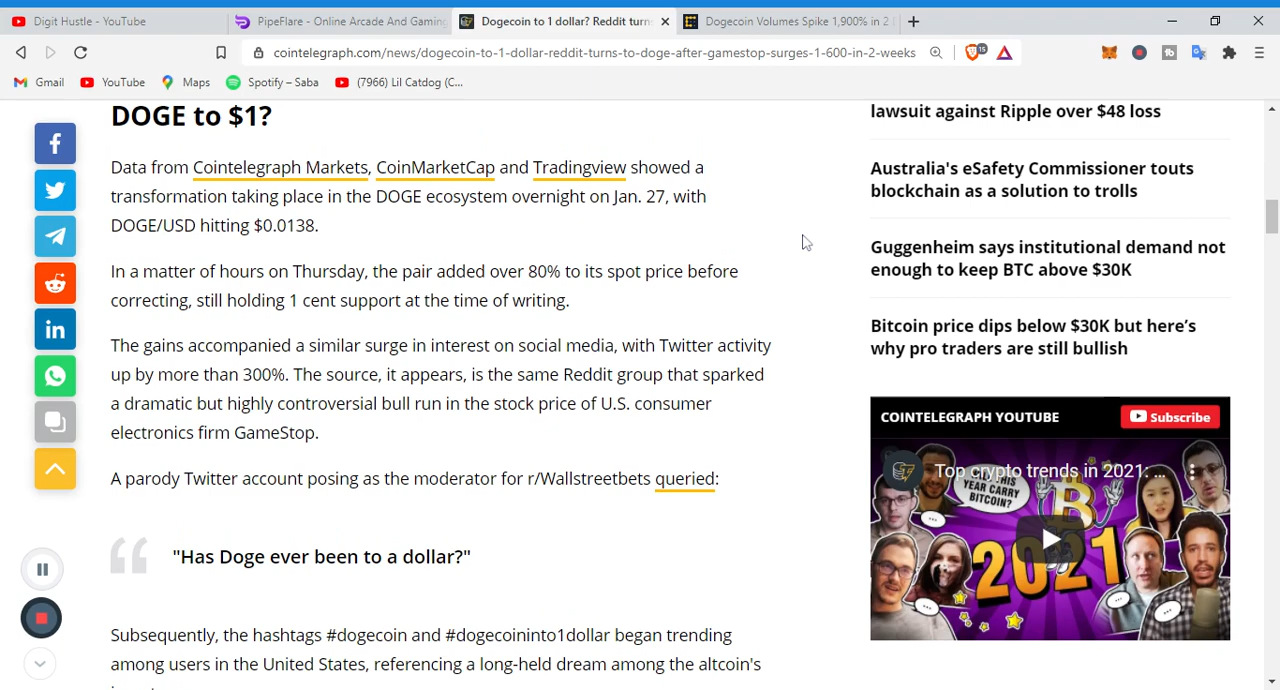 Digit Hustle - YouTube
PipeFlare - Online Arcade And Gaming
Dogecoin to 1 dollar? Reddit turns
Dogecoin Volumes Spike 1,900% in 2
cointelegraph.com/news/dogecoin-to-1-dollar-reddit-turns-to-doge-after-gamestop-surges-1-600-in-2-weeks
15
Gmail
YouTube
Maps
Spotify – Saba
(7966) Lil Catdog (C...
DOGE to $1?
Data from Cointelegraph Markets, CoinMarketCap and Tradingview showed a
transformation taking place in the DOGE ecosystem overnight on Jan. 27, with
DOGE/USD hitting $0.0138.
In a matter of hours on Thursday, the pair added over 80% to its spot price before
correcting, still holding 1 cent support at the time of writing.
The gains accompanied a similar surge in interest on social media, with Twitter activity
up by more than 300%. The source, it appears, is the same Reddit group that sparked
a dramatic but highly controversial bull run in the stock price of U.S. consumer
electronics firm GameStop.
A parody Twitter account posing as the moderator for r/Wallstreetbets queried:
"Has Doge ever been to a dollar?"
Subsequently, the hashtags #dogecoin and #dogecointo1dollar began trending
among users in the United States, referencing a long-held dream among the altcoin's
lawsuit against Ripple over $48 loss
Australia's eSafety Commissioner touts
blockchain as a solution to trolls
Guggenheim says institutional demand not
enough to keep BTC above $30K
Bitcoin price dips below $30K but here's
why pro traders are still bullish
COINTELEGRAPH YOUTUBE
Subscribe
Top crypto trends in 2021: ...
THIS
YEAR CARRY
BITCOIN?
2021